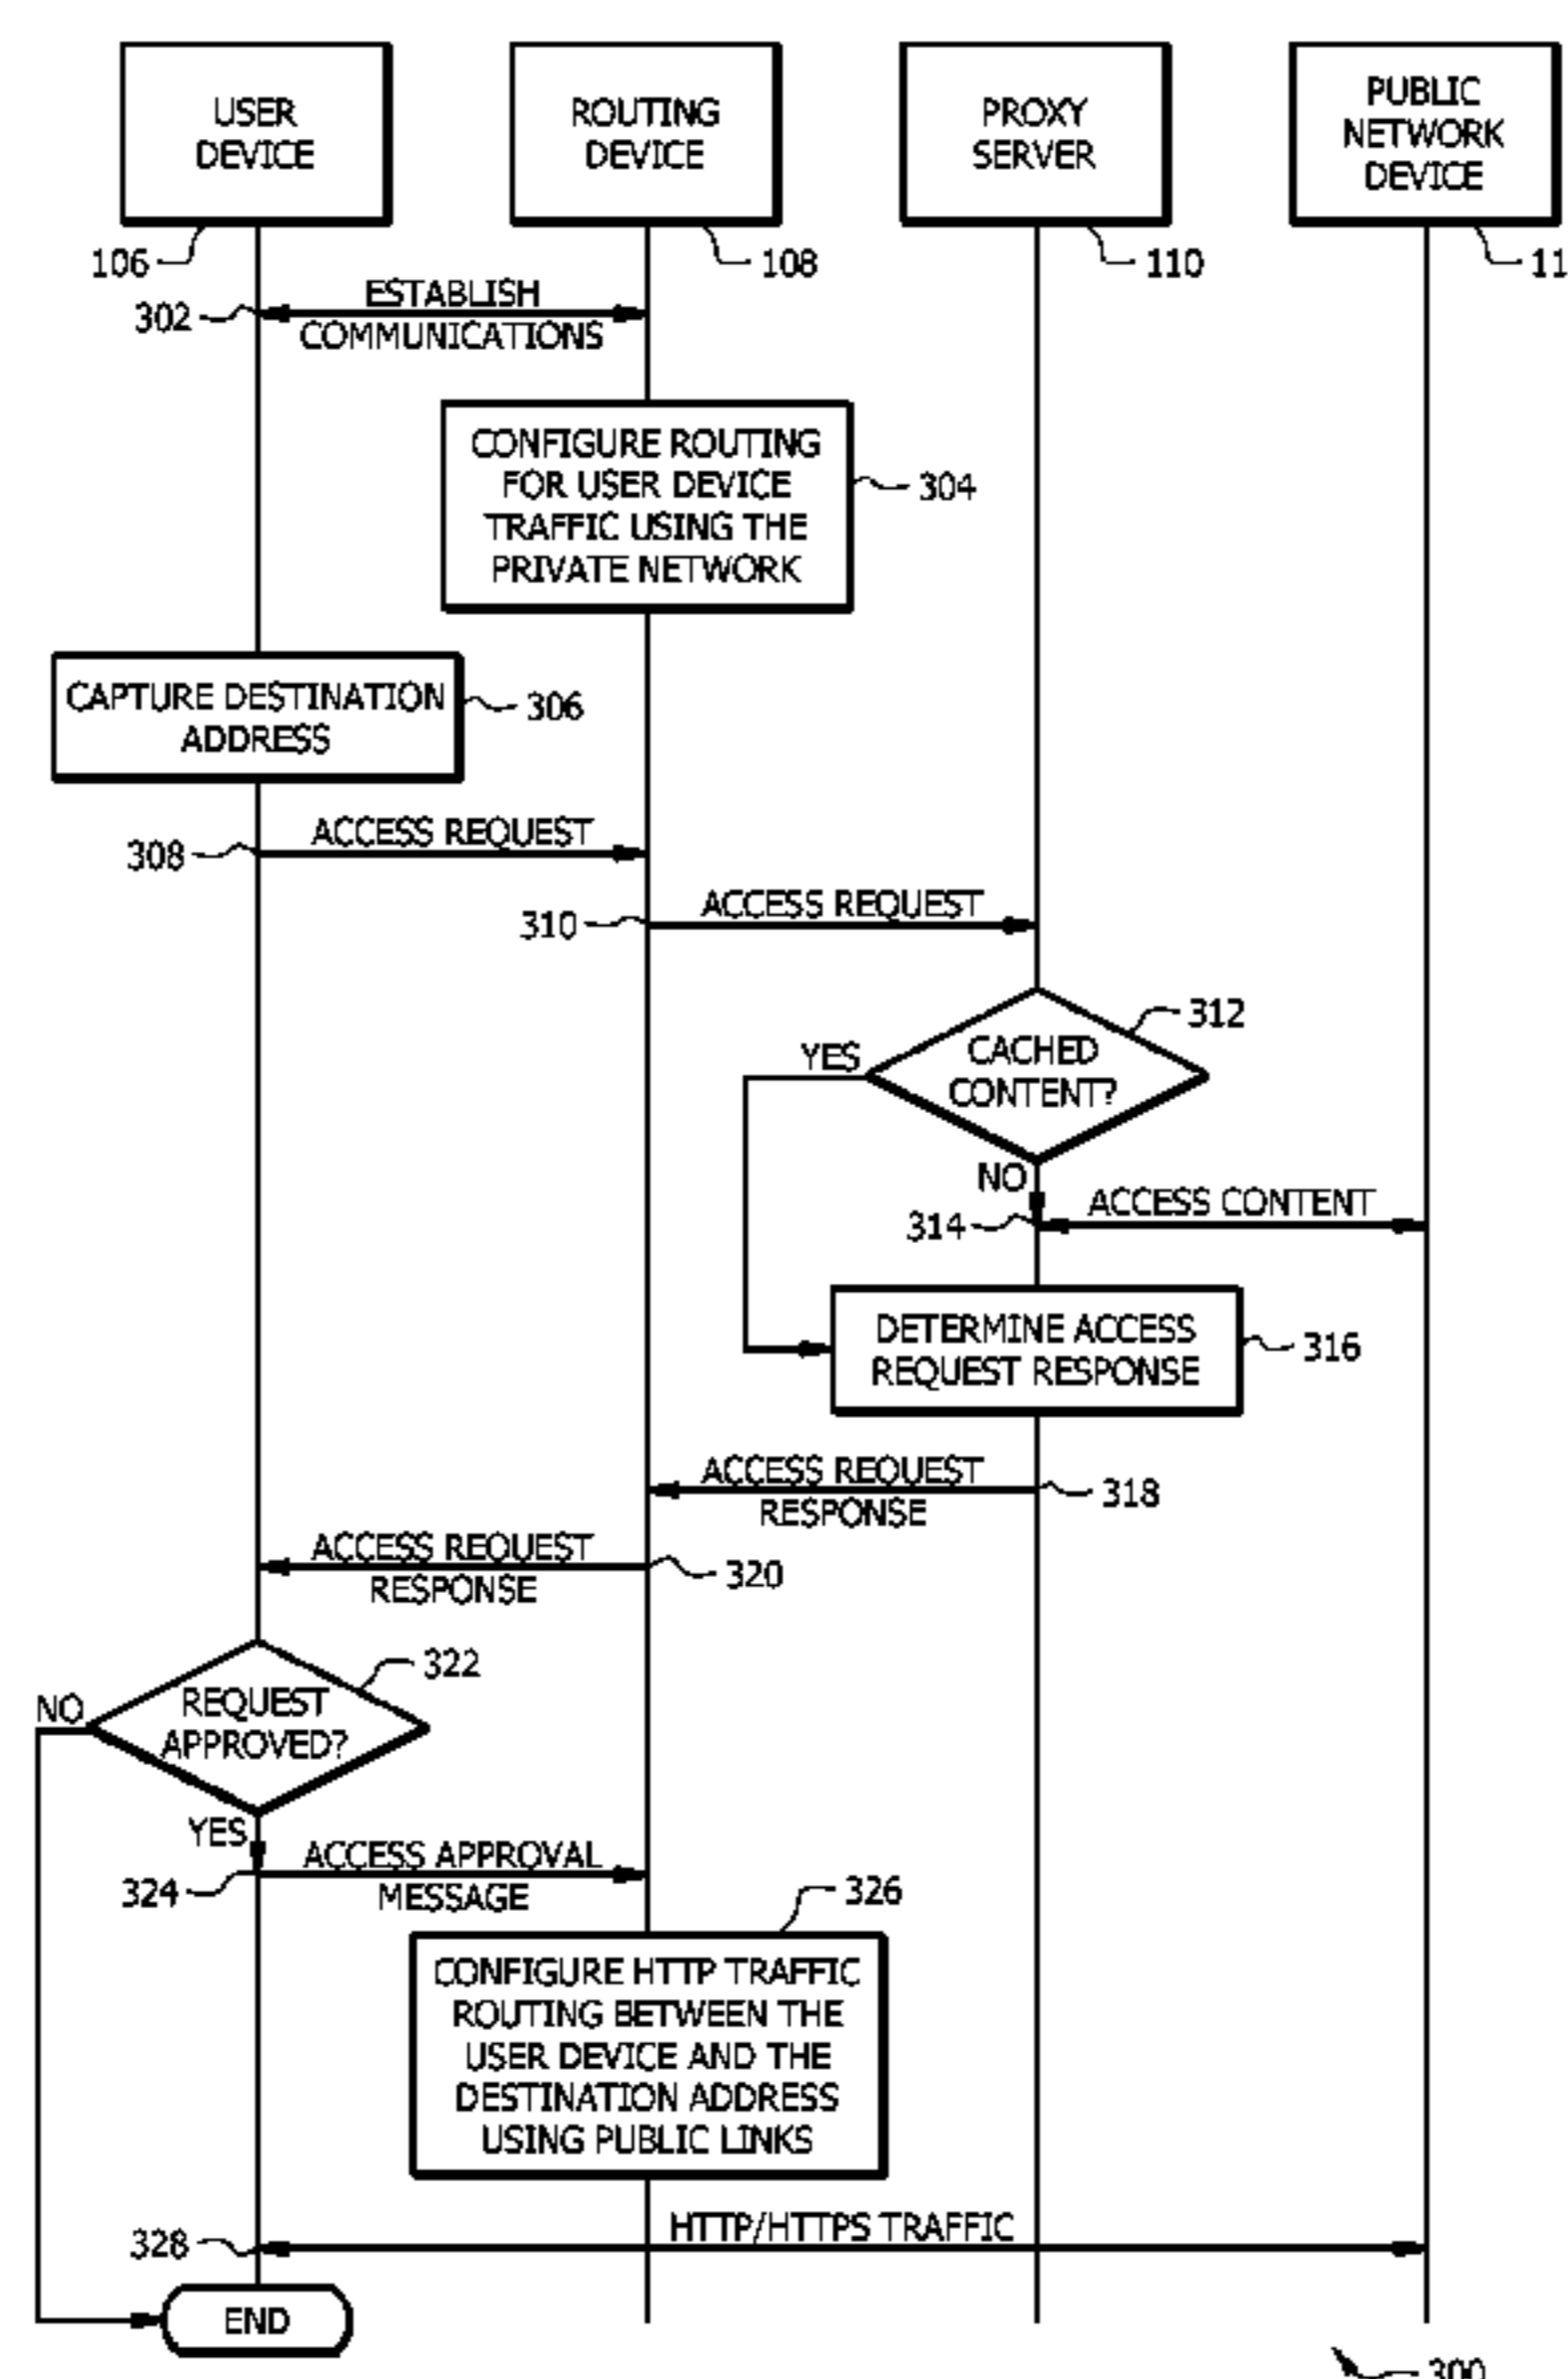 USER
DEVICE
ROUTING
DEVICE
PROXY
SERVER
PUBLIC
NETWORK
DEVICE
106
108
110
11
302
ESTABLISH
COMMUNICATIONS
CONFIGURE ROUTING
FOR USER DEVICE
TRAFFIC USING THE
PRIVATE NETWORK
304
CAPTURE DESTINATION
ADDRESS
306
308
ACCESS REQUEST
310
ACCESS REQUEST
312
CACHED
CONTENT?
YES
NO
314
ACCESS CONTENT
DETERMINE ACCESS
REQUEST RESPONSE
316
ACCESS REQUEST
RESPONSE
318
ACCESS REQUEST
RESPONSE
320
322
REQUEST
APPROVED?
NO
YES
324
ACCESS APPROVAL
MESSAGE
326
CONFIGURE HTTP TRAFFIC
ROUTING BETWEEN THE
USER DEVICE AND THE
DESTINATION ADDRESS
USING PUBLIC LINKS
328
HTTP/HTTPS TRAFFIC
END
300